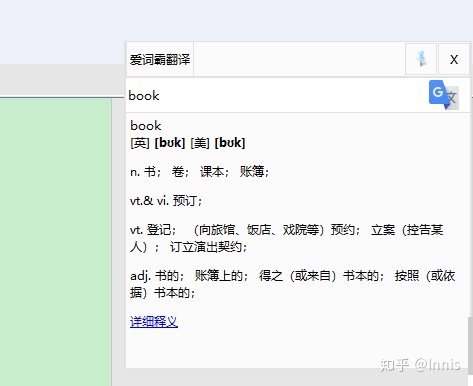 爱词霸翻译
X
book
book
[英] [bʊk] [美] [bʊk]
n. 书； 卷； 课本； 账簿；
vt.& vi. 预订；
vt. 登记； （向旅馆、饭店、戏院等）预约； 立案（控告某
人）； 订立演出契约；
adj. 书的； 账簿上的； 得之（或来自）书本的； 按照（或依
据）书本的；
详细释义
知乎 @Innis